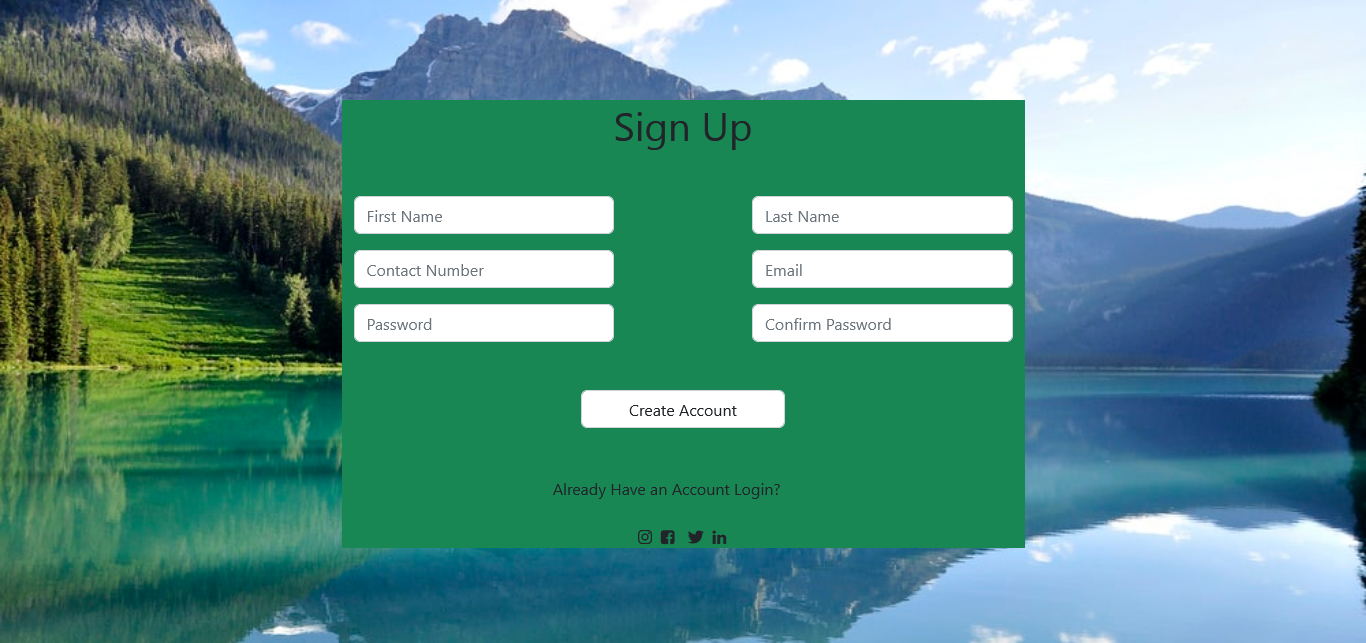 Sign Up
First Name
Last Name
Contact Number
Email
Password
Confirm Password
Create Account
Already Have an Account Login?